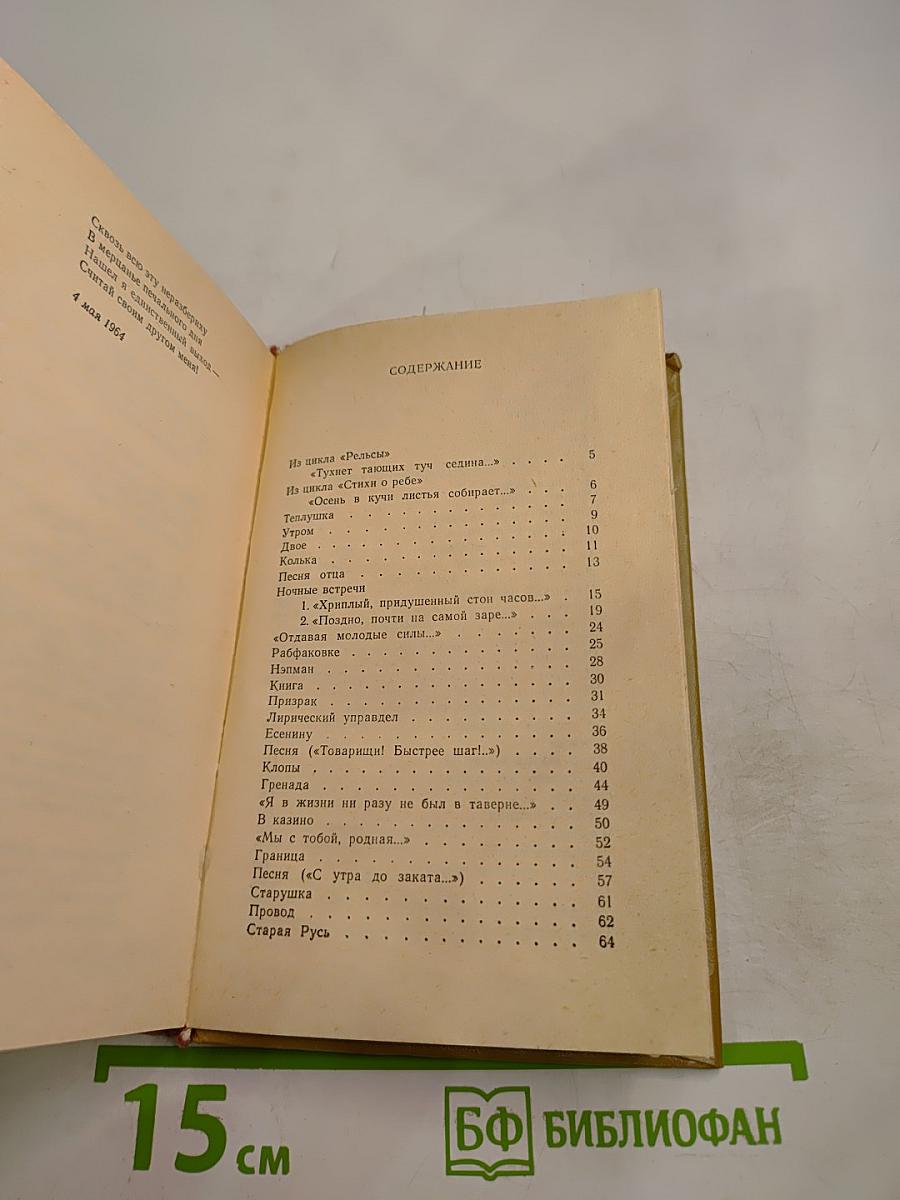 Сквозь всю эту неразбериху
В мерцанье печального дня
Нашел я единственный выход —
Считай своим другом меня!
4 мая 1964
СОДЕРЖАНИЕ
Из цикла «Рельсы»
«Тухнет тающих туч седина...» . . . . 5
Из цикла «Стихи о ребе»
«Осень в кучи листья собирает...» . . . 6
Теплушка . . . . . . . . . . . . 7
Утром . . . . . . . . . . . . . 9
Двое . . . . . . . . . . . . . 10
Колька . . . . . . . . . . . . . 11
Песня отца . . . . . . . . . . . 13
Ночные встречи
1. «Хриплый, придушенный стон часов...» . 15
2. «Поздно, почти на самой заре...» . . . 19
«Отдавая молодые силы...» . . . . . . . 24
Рабфаковке . . . . . . . . . . . 25
Нэпман . . . . . . . . . . . . . 28
Книга . . . . . . . . . . . . . 30
Призрак . . . . . . . . . . . . 31
Лирический управдел . . . . . . . . . 34
Есенину . . . . . . . . . . . . 36
Песня («Товарищи! Быстрее шаг!..») . . . . 38
Клопы . . . . . . . . . . . . . 40
Гренада . . . . . . . . . . . . 44
«Я в жизни ни разу не был в таверне...» . . 49
В казино . . . . . . . . . . . . 50
«Мы с тобой, родная...» . . . . . . . . 52
Граница . . . . . . . . . . . . 54
Песня («С утра до заката...») . . . . . . 57
Старушка . . . . . . . . . . . . 61
Провод . . . . . . . . . . . . . 62
Старая Русь . . . . . . . . . . . 64
15 см
БФ БИБЛИОФАН